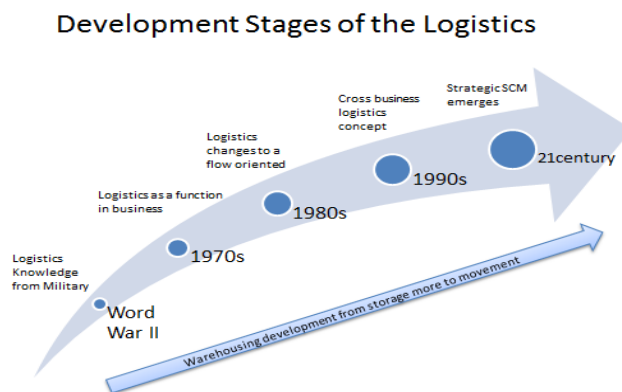 Development Stages of the Logistics
Strategic SCM
emerges
Cross business
logistics
concept
21century
Logistics
changes to a
flow oriented
1990s
Logistics as a function
in business
1980s
1970s
Logistics
Knowledge
from Military
Word
War II
Warehousing development from storage more to movement